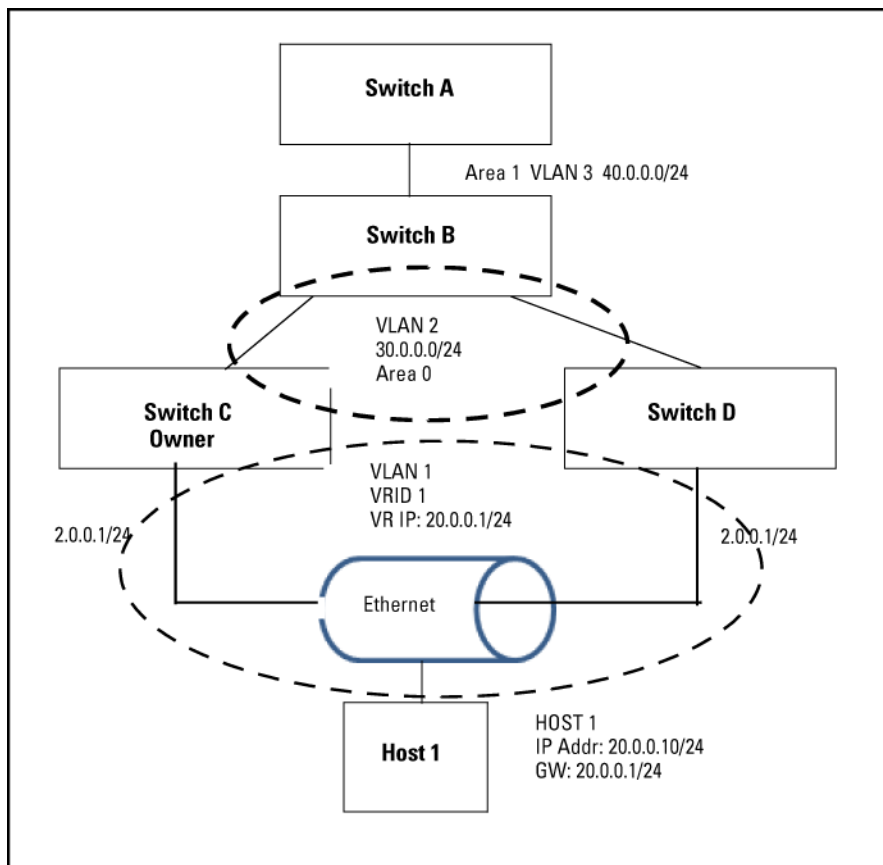 Switch A
Area 1 VLAN 3 40.0.0.0/24
Switch B
VLAN 2
30.0.0.0/24
Area 0
Switch C
Owner
Switch D
VLAN 1
VRID 1
VR IP: 20.0.0.1/24
2.0.0.1/24
2.0.0.1/24
Ethernet
Host 1
HOST 1
IP Addr: 20.0.0.10/24
GW: 20.0.0.1/24